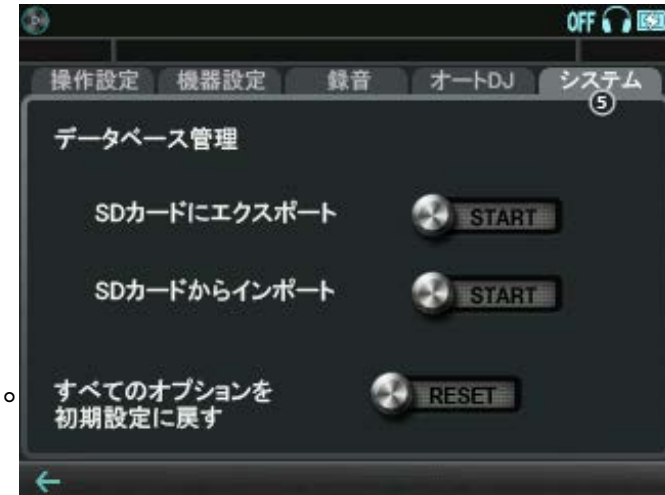 OFF
操作設定 機器設定 録音 オートDJ システム
⑤
データベース管理
SDカードにエクスポート START
SDカードからインポート START
。
すべてのオプションを RESET
初期設定に戻す